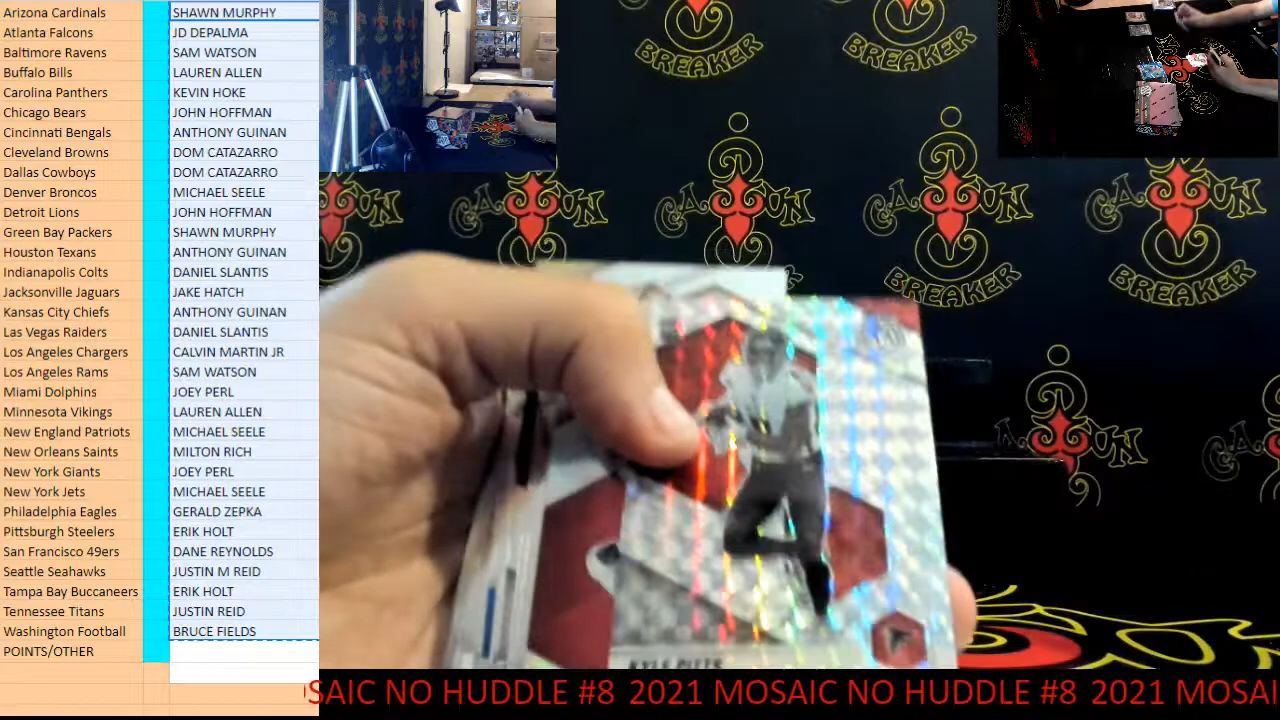 Arizona Cardinals SHAWN MURPHY
Atlanta Falcons JD DEPALMA
Baltimore Ravens SAM WATSON
Buffalo Bills LAUREN ALLEN
Carolina Panthers KEVIN HOKE
Chicago Bears JOHN HOFFMAN
Cincinnati Bengals ANTHONY GUINAN
Cleveland Browns DOM CATAZARRO
Dallas Cowboys DOM CATAZARRO
Denver Broncos MICHAEL SEELE
Detroit Lions JOHN HOFFMAN
Green Bay Packers SHAWN MURPHY
Houston Texans ANTHONY GUINAN
Indianapolis Colts DANIEL SLANTIS
Jacksonville Jaguars JAKE HATCH
Kansas City Chiefs ANTHONY GUINAN
Las Vegas Raiders DANIEL SLANTIS
Los Angeles Chargers CALVIN MARTIN JR
Los Angeles Rams SAM WATSON
Miami Dolphins JOEY PERL
Minnesota Vikings LAUREN ALLEN
New England Patriots MICHAEL SEELE
New Orleans Saints MILTON RICH
New York Giants JOEY PERL
New York Jets MICHAEL SEELE
Philadelphia Eagles GERALD ZEPKA
Pittsburgh Steelers ERIK HOLT
San Francisco 49ers DANE REYNOLDS
Seattle Seahawks JUSTIN M REID
Tampa Bay Buccaneers ERIK HOLT
Tennessee Titans JUSTIN REID
Washington Football BRUCE FIELDS
POINTS/OTHER
BREAKER
BREAKER
BREAKER
BREAKER
KYLE PITTS
SAIC NO HUDDLE #8 2021 MOSAIC NO HUDDLE #8 2021 MOSAI